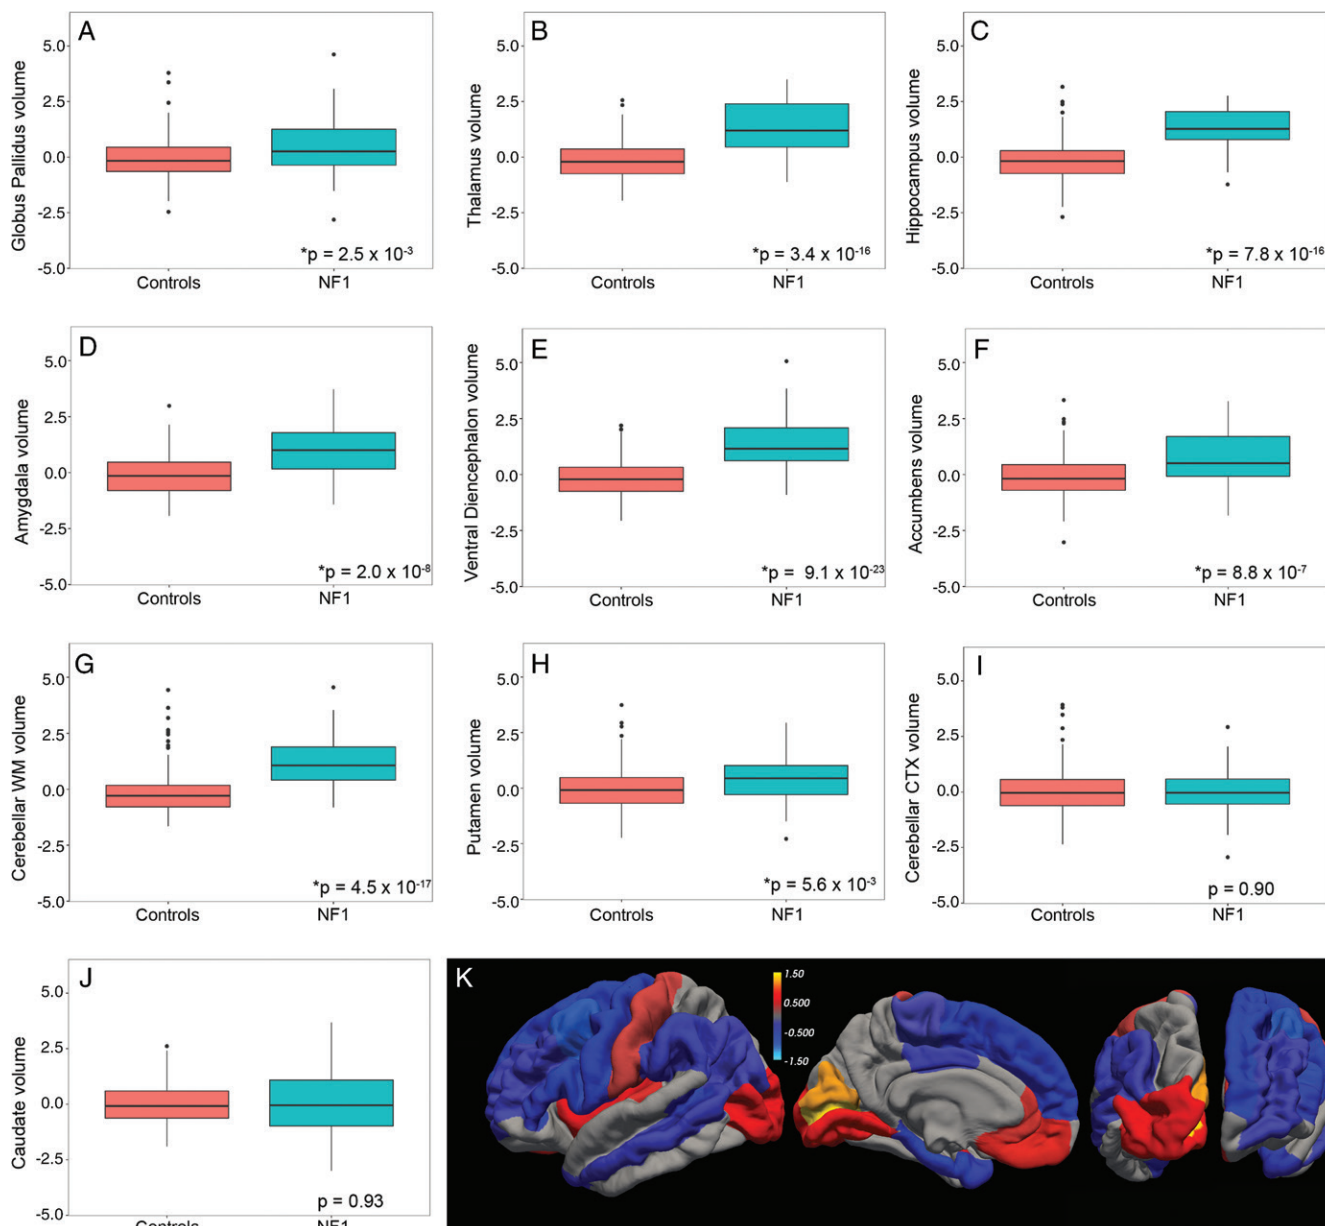 A
Globus Pallidus volume
5.0
2.5
0.0
-2.5
-5.0
*p = 2.5 x 10-3
Controls
NF1
B
Thalamus volume
5.0
2.5
0.0
-2.5
-5.0
*p = 3.4 x 10-16
Controls
NF1
C
Hippocampus volume
5.0
2.5
0.0
-2.5
-5.0
*p = 7.8 x 10-16
Controls
NF1
D
Amygdala volume
5.0
2.5
0.0
-2.5
-5.0
*p = 2.0 x 10-8
Controls
NF1
E
Ventral Diencephalon volume
5.0
2.5
0.0
-2.5
-5.0
*p = 9.1 x 10-23
Controls
NF1
F
Accumbens volume
5.0
2.5
0.0
-2.5
-5.0
*p = 8.8 x 10-7
Controls
NF1
G
Cerebellar WM volume
5.0
2.5
0.0
-2.5
-5.0
*p = 4.5 x 10-17
Controls
NF1
H
Putamen volume
5.0
2.5
0.0
-2.5
-5.0
*p = 5.6 x 10-3
Controls
NF1
I
Cerebellar CTX volume
5.0
2.5
0.0
-2.5
-5.0
p = 0.90
Controls
NF1
J
Caudate volume
5.0
2.5
0.0
-2.5
-5.0
p = 0.93
Controls
NF1
K
1.50
0.500
-0.500
-1.50